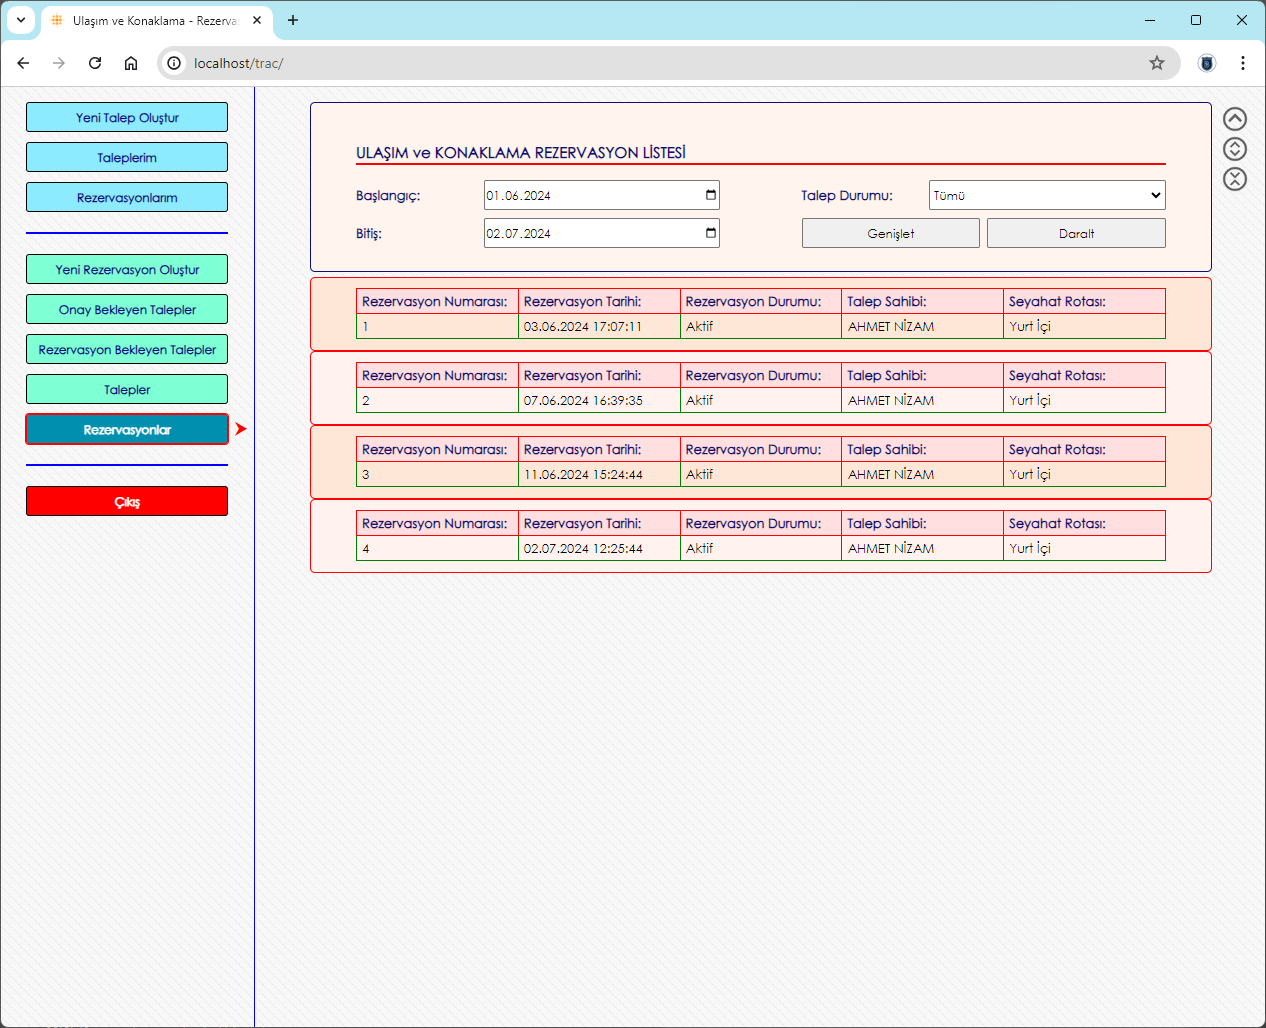 Ulaşım ve Konaklama - Rezerva
localhost/trac/
Yeni Talep Oluştur
Taleplerim
Rezervasyonlarım
Yeni Rezervasyon Oluştur
Onay Bekleyen Talepler
Rezervasyon Bekleyen Talepler
Talepler
Rezervasyonlar
Çıkış
ULAŞIM ve KONAKLAMA REZERVASYON LİSTESİ
Başlangıç: 01.06.2024 Talep Durumu: Tümü
Bitiş: 02.07.2024 Genişlet Daralt
Rezervasyon Numarası: Rezervasyon Tarihi: Rezervasyon Durumu: Talep Sahibi: Seyahat Rotası:
1 03.06.2024 17:07:11 Aktif AHMET NİZAM Yurt İçi
Rezervasyon Numarası: Rezervasyon Tarihi: Rezervasyon Durumu: Talep Sahibi: Seyahat Rotası:
2 07.06.2024 16:39:35 Aktif AHMET NİZAM Yurt İçi
Rezervasyon Numarası: Rezervasyon Tarihi: Rezervasyon Durumu: Talep Sahibi: Seyahat Rotası:
3 11.06.2024 15:24:44 Aktif AHMET NİZAM Yurt İçi
Rezervasyon Numarası: Rezervasyon Tarihi: Rezervasyon Durumu: Talep Sahibi: Seyahat Rotası:
4 02.07.2024 12:25:44 Aktif AHMET NİZAM Yurt İçi